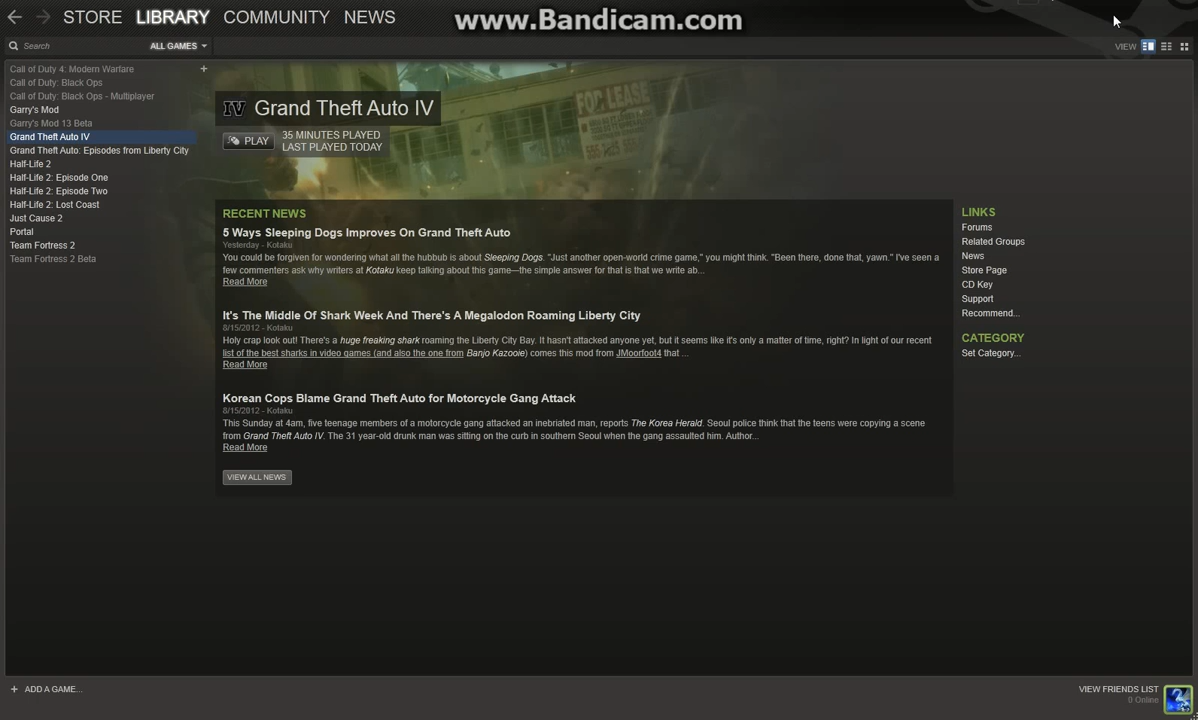 STORE LIBRARY COMMUNITY NEWS
www.Bandicam.com
Search
ALL GAMES
VIEW
Call of Duty 4: Modern Warfare
Call of Duty: Black Ops
Call of Duty: Black Ops - Multiplayer
Garry's Mod
Garry's Mod 13 Beta
Grand Theft Auto IV
Grand Theft Auto: Episodes from Liberty City
Half-Life 2
Half-Life 2: Episode One
Half-Life 2: Episode Two
Half-Life 2: Lost Coast
Just Cause 2
Portal
Team Fortress 2
Team Fortress 2 Beta
FOR LEASE
IV Grand Theft Auto IV
PLAY
35 MINUTES PLAYED
LAST PLAYED TODAY
RECENT NEWS
5 Ways Sleeping Dogs Improves On Grand Theft Auto
Yesterday - Kotaku
You could be forgiven for wondering what all the hubbub is about Sleeping Dogs. "Just another open-world crime game," you might think. "Been there, done that, yawn." I've seen a
few commenters ask why writers at Kotaku keep talking about this game—the simple answer for that is that we write ab...
Read More
It's The Middle Of Shark Week And There's A Megalodon Roaming Liberty City
8/15/2012 - Kotaku
Holy crap look out! There's a huge freaking shark roaming the Liberty City Bay. It hasn't attacked anyone yet, but it seems like it's only a matter of time, right? In light of our recent
list of the best sharks in video games (and also the one from Banjo Kazooie) comes this mod from JMoorfoot4 that ...
Read More
Korean Cops Blame Grand Theft Auto for Motorcycle Gang Attack
8/15/2012 - Kotaku
This Sunday at 4am, five teenage members of a motorcycle gang attacked an inebriated man, reports The Korea Herald. Seoul police think that the teens were copying a scene
from Grand Theft Auto IV. The 31 year-old drunk man was sitting on the curb in southern Seoul when the gang assaulted him. Author...
Read More
VIEW ALL NEWS
LINKS
Forums
Related Groups
News
Store Page
CD Key
Support
Recommend...
CATEGORY
Set Category...
+ ADD A GAME...
VIEW FRIENDS LIST
0 Online